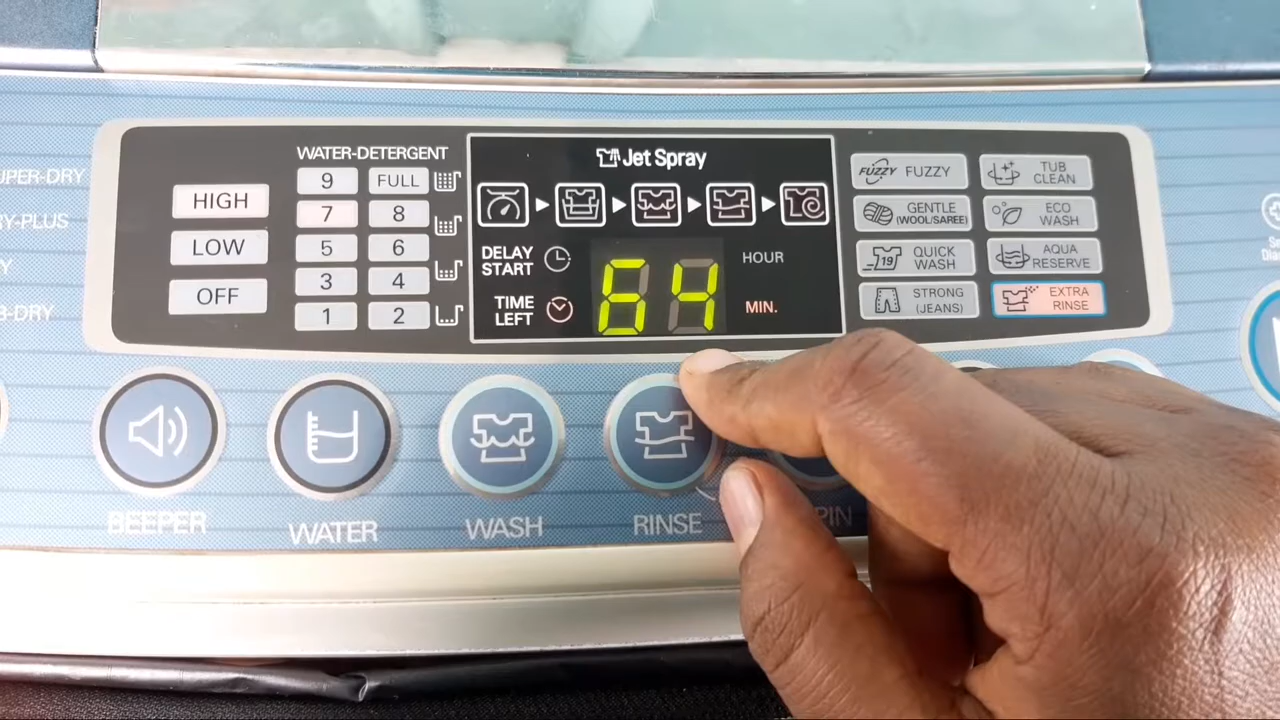 UPER-DRY
RY-PLUS
Y
B-DRY
HIGH
LOW
OFF
WATER-DETERGENT
9 FULL
7 8
5 6
3 4
1 2
Jet Spray
DELAY
START
TIME
LEFT
64
HOUR
MIN.
FUZZY FUZZY
GENTLE
(WOOL/SAREE)
19 QUICK
WASH
STRONG
(JEANS)
TUB
CLEAN
ECO
WASH
AQUA
RESERVE
EXTRA
RINSE
BEEPER
WATER
WASH
RINSE
PIN